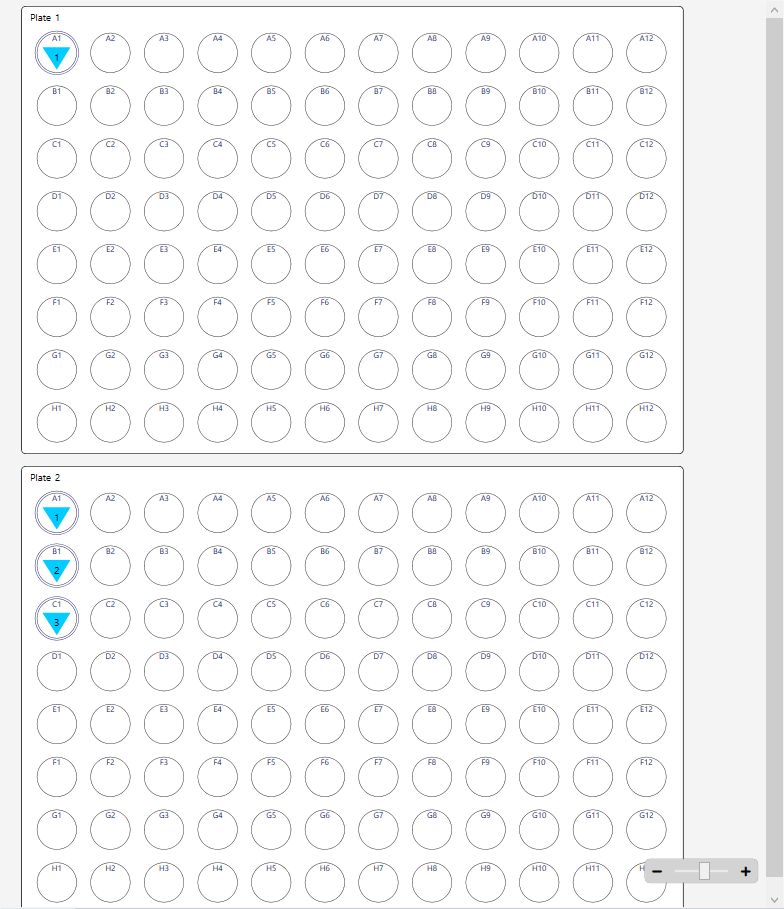 Plate 1
A1 A2 A3 A4 A5 A6 A7 A8 A9 A10 A11 A12
1
B1 B2 B3 B4 B5 B6 B7 B8 B9 B10 B11 B12
C1 C2 C3 C4 C5 C6 C7 C8 C9 C10 C11 C12
D1 D2 D3 D4 D5 D6 D7 D8 D9 D10 D11 D12
E1 E2 E3 E4 E5 E6 E7 E8 E9 E10 E11 E12
F1 F2 F3 F4 F5 F6 F7 F8 F9 F10 F11 F12
G1 G2 G3 G4 G5 G6 G7 G8 G9 G10 G11 G12
H1 H2 H3 H4 H5 H6 H7 H8 H9 H10 H11 H12
Plate 2
A1 A2 A3 A4 A5 A6 A7 A8 A9 A10 A11 A12
1
B1 B2 B3 B4 B5 B6 B7 B8 B9 B10 B11 B12
2
C1 C2 C3 C4 C5 C6 C7 C8 C9 C10 C11 C12
3
D1 D2 D3 D4 D5 D6 D7 D8 D9 D10 D11 D12
E1 E2 E3 E4 E5 E6 E7 E8 E9 E10 E11 E12
F1 F2 F3 F4 F5 F6 F7 F8 F9 F10 F11 F12
G1 G2 G3 G4 G5 G6 G7 G8 G9 G10 G11 G12
H1 H2 H3 H4 H5 H6 H7 H8 H9 H10 H11